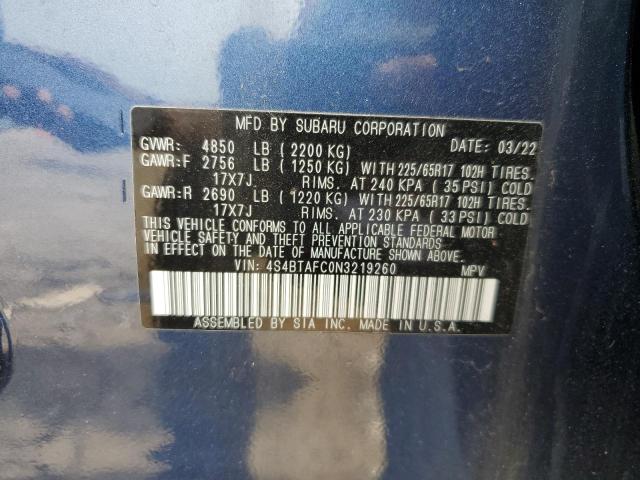 MFD BY SUBARU CORPORATION
GVWR: 4850 LB ( 2200 KG) DATE: 03/22
GAWR:F 2756 LB ( 1250 KG) WITH 225/65R17 102H TIRES.
17X7J RIMS. AT 240 KPA ( 35 PSI) COLD
GAWR:R 2690 LB ( 1220 KG) WITH 225/65R17 102H TIRES.
17X7J RIMS. AT 230 KPA ( 33 PSI) COLD
THIS VEHICLE CONFORMS TO ALL APPLICABLE FEDERAL MOTOR
VEHICLE SAFETY AND THEFT PREVENTION STANDARDS
IN EFFECT ON THE DATE OF MANUFACTURE SHOWN ABOVE.
VIN: 4S4BTAFC0N3219260 MPV
ASSEMBLED BY SIA INC. MADE IN U.S.A.